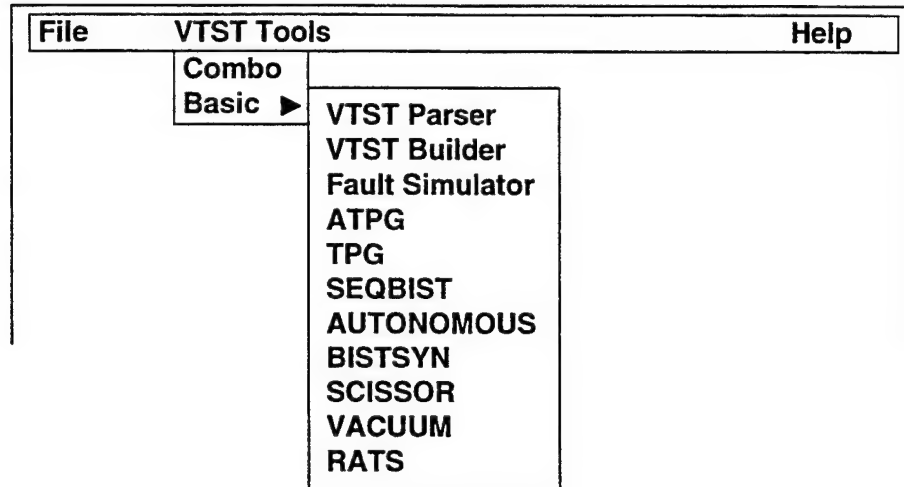 File VTST Tools Help
Combo
Basic ▶
VTST Parser
VTST Builder
Fault Simulator
ATPG
TPG
SEQBIST
AUTONOMOUS
BISTSYN
SCISSOR
VACUUM
RATS